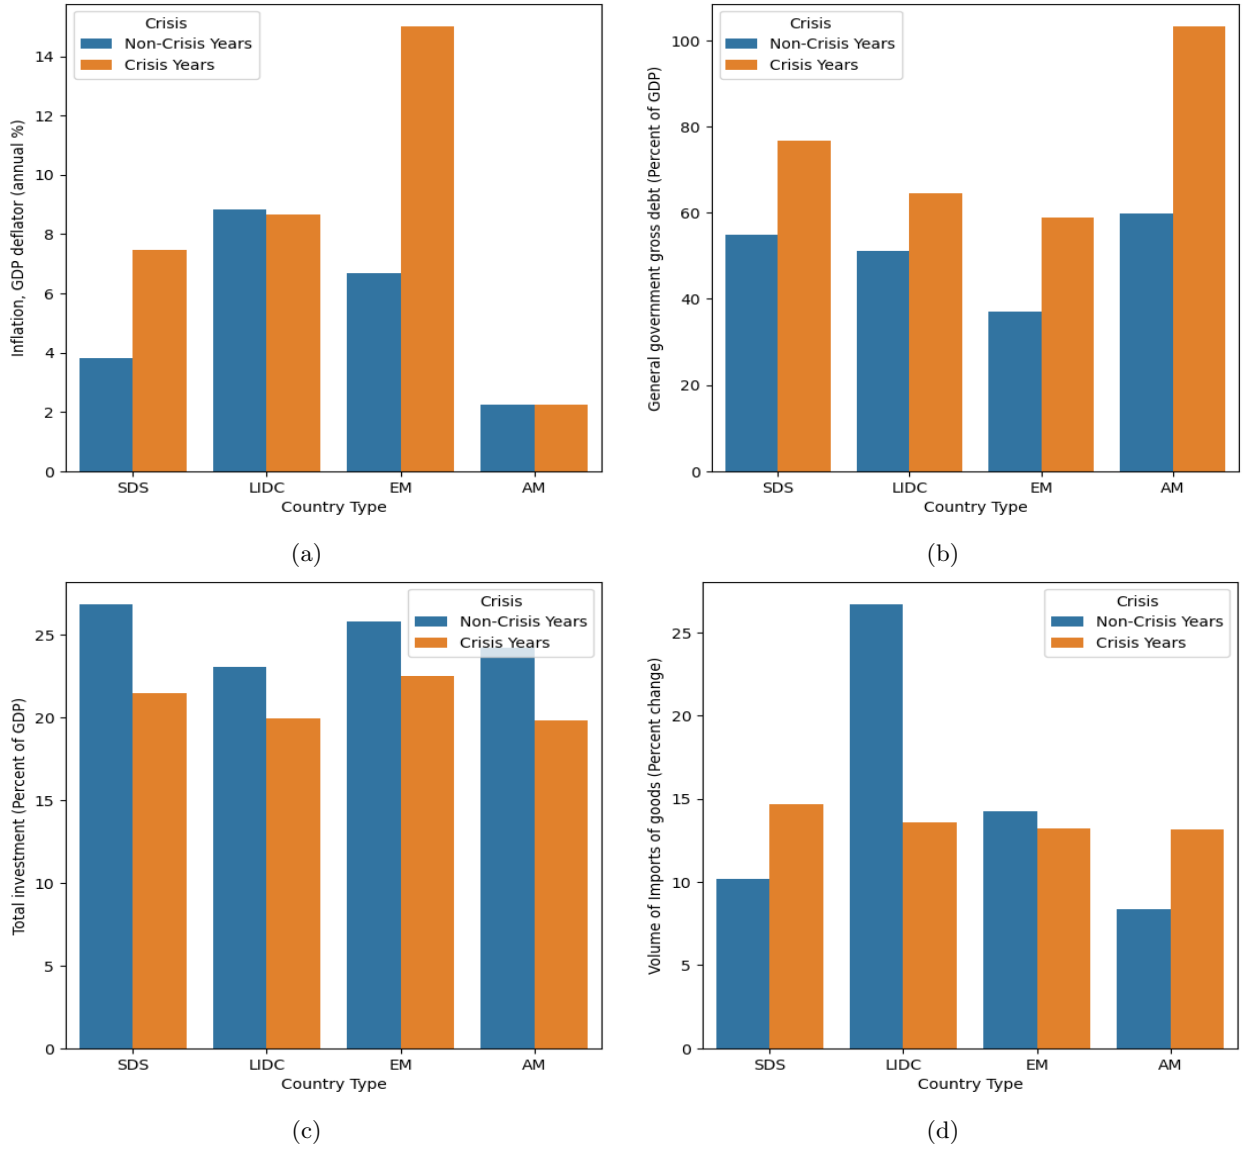 Crisis
Non-Crisis Years
Crisis Years
14
12
10
8
6
4
2
0
Inflation, GDP deflator (annual %)
SDS LIDC EM AM
Country Type
(a)
Crisis
Non-Crisis Years
Crisis Years
100
80
60
40
20
0
General government gross debt (Percent of GDP)
SDS LIDC EM AM
Country Type
(b)
Crisis
Non-Crisis Years
Crisis Years
25
20
15
10
5
0
Total investment (Percent of GDP)
SDS LIDC EM AM
Country Type
(c)
Crisis
Non-Crisis Years
Crisis Years
25
20
15
10
5
0
Volume of Imports of goods (Percent change)
SDS LIDC EM AM
Country Type
(d)